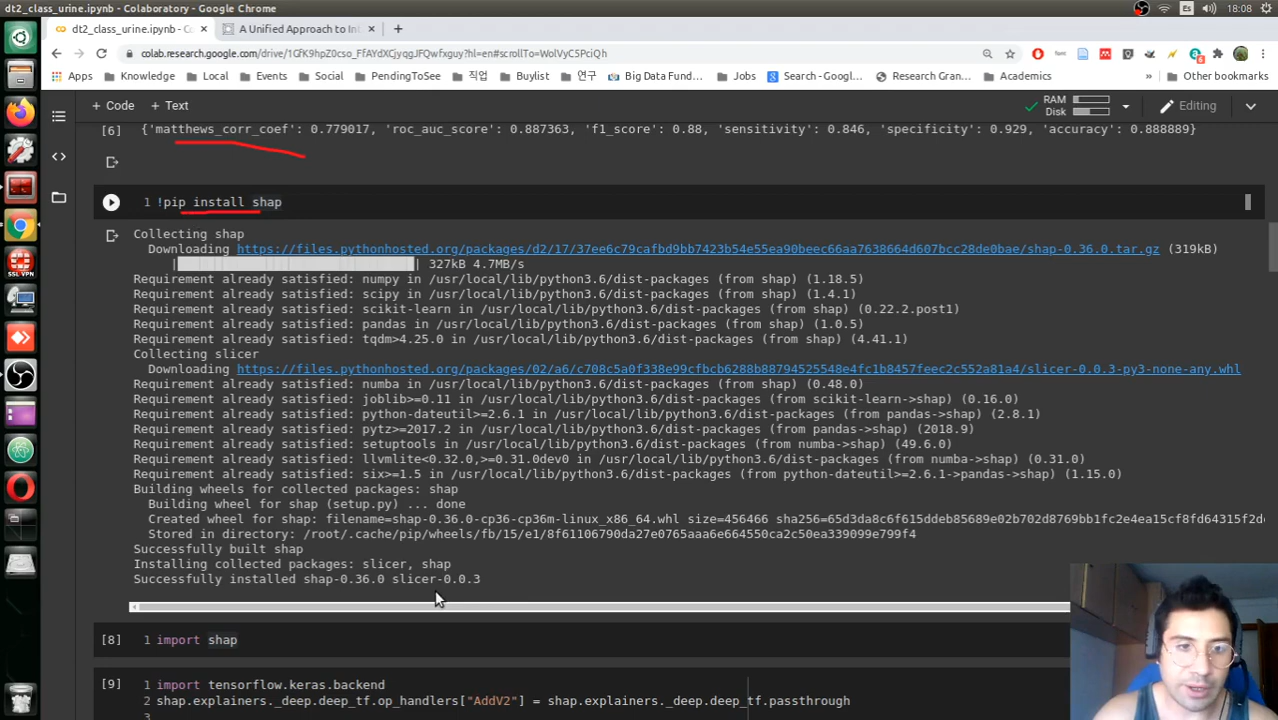 dt2_class_urine.ipynb - Colaboratory - Google Chrome
Es
18:08
dt2_class_urine.ipynb - Co
A Unified Approach to Int
colab.research.google.com/drive/
Apps
Knowledge
Local
Events
Social
PendingToSee
직업
Buylist
연구
Big Data Fund...
Jobs
Search - Googl...
Research Gran...
Academics
»
Other bookmarks
+ Code
+ Text
RAM
Disk
Editing
[6] {'matthews_corr_coef': 0.779017, 'roc_auc_score': 0.887363, 'f1_score': 0.88, 'sensitivity': 0.846, 'specificity': 0.929, 'accuracy': 0.888889}
1 !pip install shap
Collecting shap
Downloading https://files.pythonhosted.org/packages/d2/17/37ee6c79cafbd9bb7423b54e55ea90beec66aa7638664d607bcc28de0bae/shap-0.36.0.tar.gz (319kB)
327kB 4.7MB/s
Requirement already satisfied: numpy in /usr/local/lib/python3.6/dist-packages (from shap) (1.18.5)
Requirement already satisfied: scipy in /usr/local/lib/python3.6/dist-packages (from shap) (1.4.1)
Requirement already satisfied: scikit-learn in /usr/local/lib/python3.6/dist-packages (from shap) (0.22.2.post1)
Requirement already satisfied: pandas in /usr/local/lib/python3.6/dist-packages (from shap) (1.0.5)
Requirement already satisfied: tqdm>4.25.0 in /usr/local/lib/python3.6/dist-packages (from shap) (4.41.1)
Collecting slicer
Downloading https://files.pythonhosted.org/packages/02/a6/c708c5a0f338e99cfbcb6288b88794525548e4fc1b8457feec2c552a81a4/slicer-0.0.3-py3-none-any.whl
Requirement already satisfied: numba in /usr/local/lib/python3.6/dist-packages (from shap) (0.48.0)
Requirement already satisfied: joblib>=0.11 in /usr/local/lib/python3.6/dist-packages (from scikit-learn->shap) (0.16.0)
Requirement already satisfied: python-dateutil>=2.6.1 in /usr/local/lib/python3.6/dist-packages (from pandas->shap) (2.8.1)
Requirement already satisfied: pytz>=2017.2 in /usr/local/lib/python3.6/dist-packages (from pandas->shap) (2018.9)
Requirement already satisfied: setuptools in /usr/local/lib/python3.6/dist-packages (from numba->shap) (49.6.0)
Requirement already satisfied: llvmlite<0.32.0,>=0.31.0dev0 in /usr/local/lib/python3.6/dist-packages (from numba->shap) (0.31.0)
Requirement already satisfied: six>=1.5 in /usr/local/lib/python3.6/dist-packages (from python-dateutil>=2.6.1->pandas->shap) (1.15.0)
Building wheels for collected packages: shap
Building wheel for shap (setup.py) ... done
Created wheel for shap: filename=shap-0.36.0-cp36-cp36m-linux_x86_64.whl size=456466 sha256=65d3da8c6f615ddeb85689e02b702d8769bb1fc2e4ea15cf8fd64315f2d
Stored in directory: /root/.cache/pip/wheels/fb/15/e1/8f61106790da27e0765aaa6e664550ca2c50ea339099e799f4
Successfully built shap
Installing collected packages: slicer, shap
Successfully installed shap-0.36.0 slicer-0.0.3
[8] 1 import shap
[9] 1 import tensorflow.keras.backend
2 shap.explainers._deep.deep_tf.op_handlers["AddV2"] = shap.explainers._deep.deep_tf.passthrough
3
SSL VPN